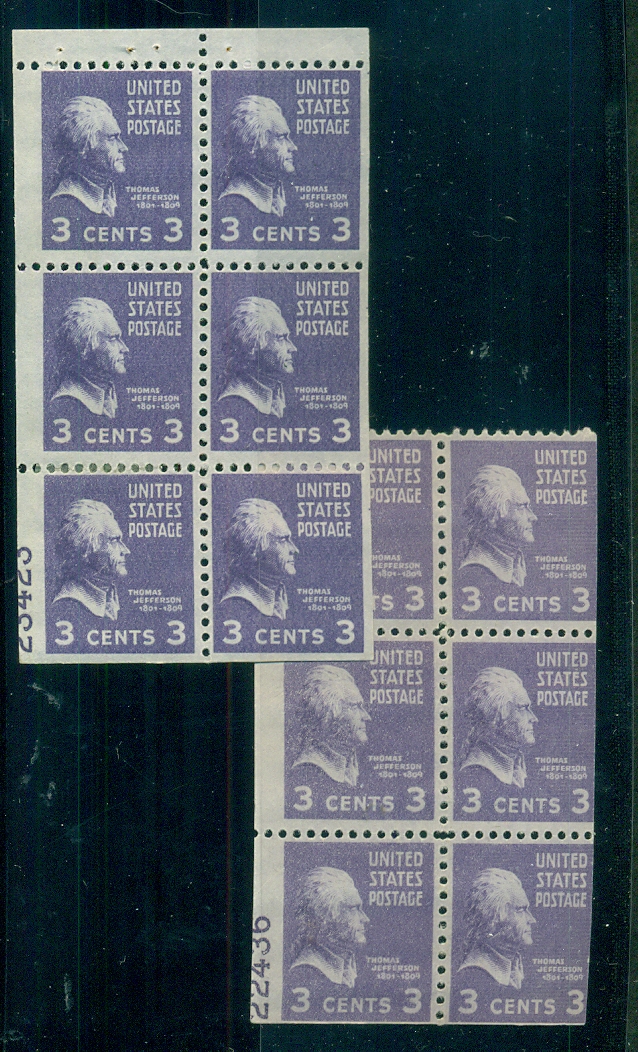 UNITED
STATES
POSTAGE
THOMAS
JEFFERSON
1801-1809
3 CENTS 3
UNITED
STATES
POSTAGE
THOMAS
JEFFERSON
1801-1809
3 CENTS 3
UNITED
STATES
POSTAGE
THOMAS
JEFFERSON
1801-1809
3 CENTS 3
UNITED
STATES
POSTAGE
THOMAS
JEFFERSON
1801-1809
3 CENTS 3
UNITED
STATES
POSTAGE
THOMAS
JEFFERSON
1801-1809
3 CENTS 3
UNITED
STATES
POSTAGE
THOMAS
JEFFERSON
1801-1809
3 CENTS 3
23423
UNITED
STATES
POSTAGE
HOMAS
JEFFERSON
1801-1809
TS 3
UNITED
STATES
POSTAGE
THOMAS
JEFFERSON
1801-1809
3 CENTS 3
UNITED
STATES
POSTAGE
THOMAS
JEFFERSON
1801-1809
3 CENTS 3
UNITED
STATES
POSTAGE
THOMAS
JEFFERSON
1801-1809
3 CENTS 3
UNITED
STATES
POSTAGE
THOMAS
JEFFERSON
1801-1809
3 CENTS 3
UNITED
STATES
POSTAGE
THOMAS
JEFFERSON
1801-1809
3 CENTS 3
22436